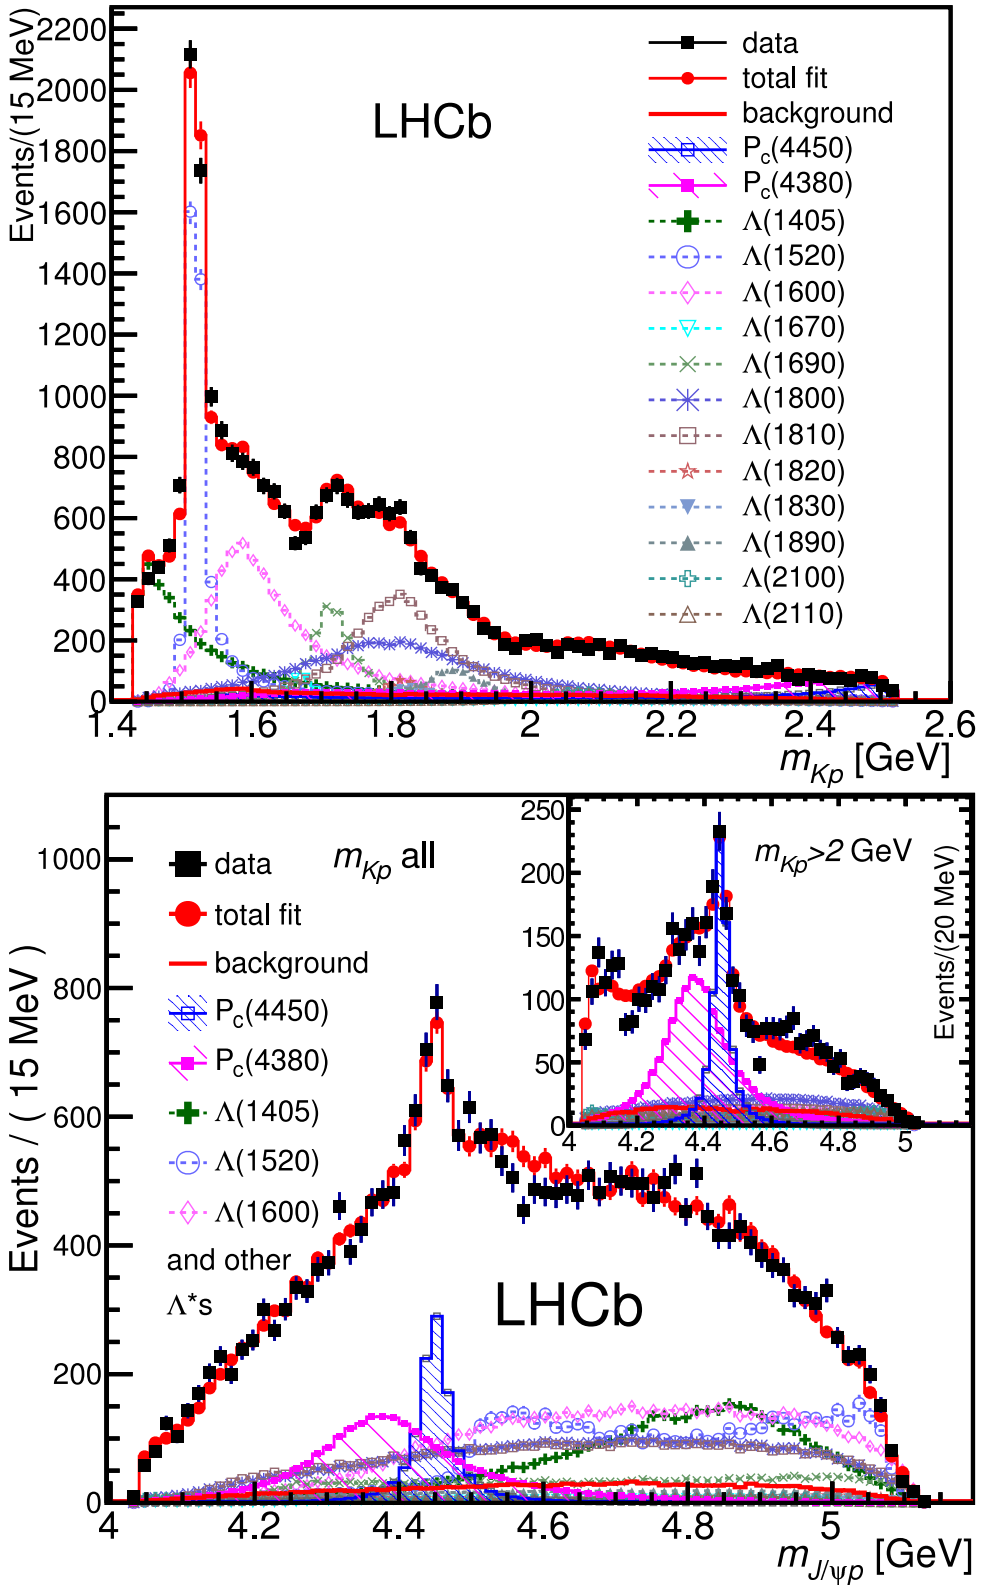 Events/(15 MeV)
2200
2000
1800
1600
1400
1200
1000
800
600
400
200
0
LHCb
data
total fit
background
Pc(4450)
Pc(4380)
Λ(1405)
Λ(1520)
Λ(1600)
Λ(1670)
Λ(1690)
Λ(1800)
Λ(1810)
Λ(1820)
Λ(1830)
Λ(1890)
Λ(2100)
Λ(2110)
1.4 1.6 1.8 2 2.2 2.4 2.6
mKp [GeV]
Events / ( 15 MeV )
1000
800
600
400
200
0
mKp all
data
total fit
background
Pc(4450)
Pc(4380)
Λ(1405)
Λ(1520)
Λ(1600)
and other
Λ*s
LHCb
250
200
150
100
50
0
mKp>2 GeV
Events/(20 MeV)
4 4.2 4.4 4.6 4.8 5
4 4.2 4.4 4.6 4.8 5
mJ/ψp [GeV]